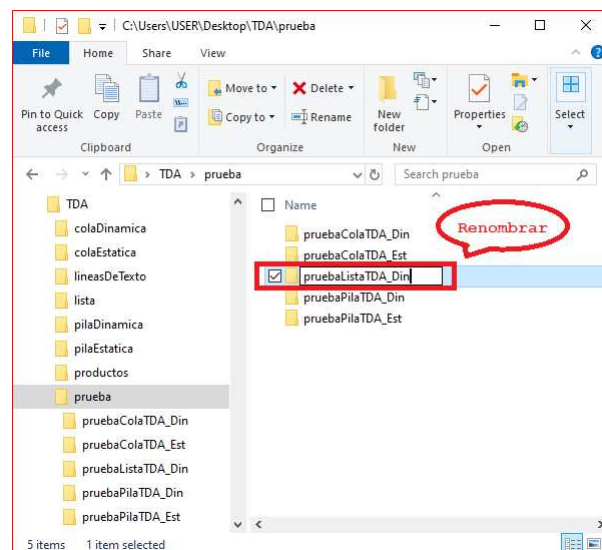 C:\Users\USER\Desktop\TDA\prueba
File Home Share View
Pin to Quick access
Copy
Paste
Move to
Copy to
Delete
Rename
New folder
Properties
Select
Clipboard Organize New Open
TDA > prueba
Search prueba
TDA
colaDinamica
colaEstatica
lineasDeTexto
lista
pilaDinamica
pilaEstatica
productos
prueba
pruebaColaTDA_Din
pruebaColaTDA_Est
pruebaListaTDA_Din
pruebaPilaTDA_Din
pruebaPilaTDA_Est
Name
pruebaColaTDA_Din
pruebaColaTDA_Est
pruebaListaTDA_Din
pruebaPilaTDA_Din
pruebaPilaTDA_Est
Renombrar
5 items 1 item selected